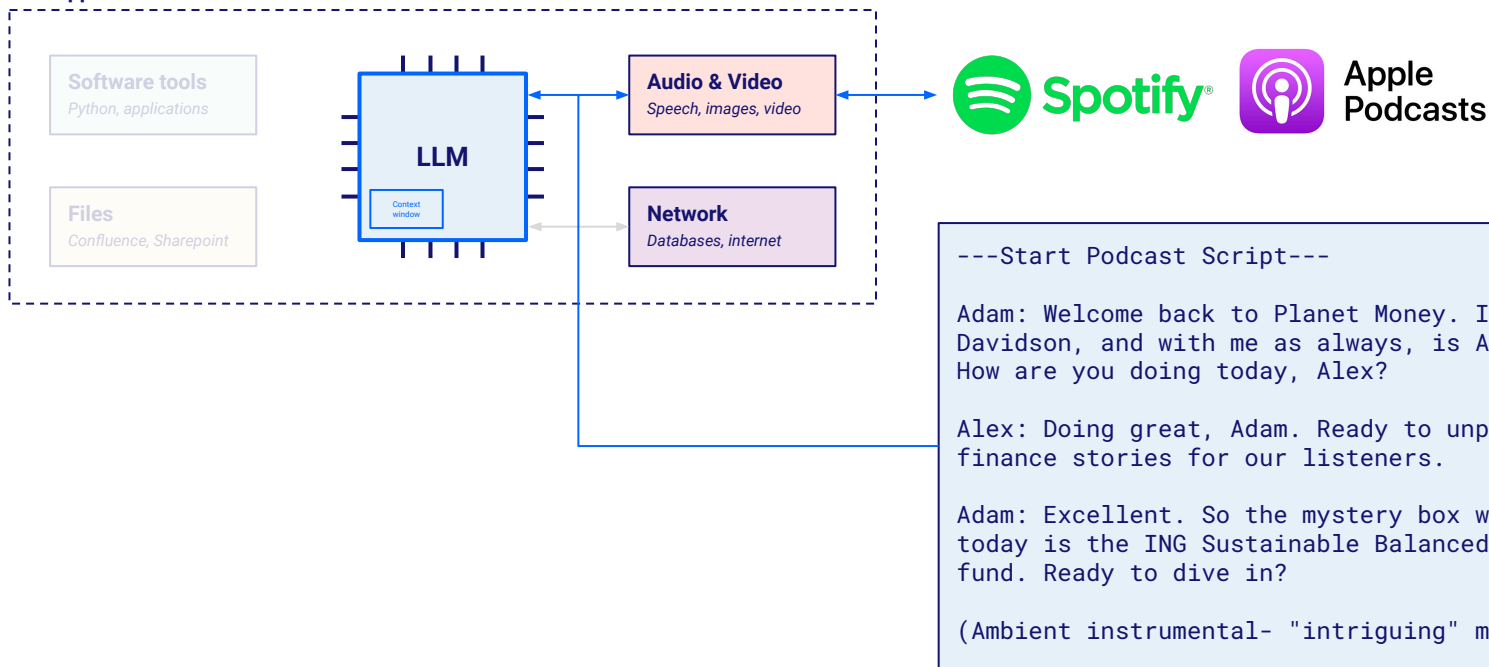 Software tools
Python, applications
Files
Confluence, Sharepoint
LLM
Context
window
Audio & Video
Speech, images, video
Network
Databases, internet
Spotify®
Apple
Podcasts
---Start Podcast Script---
Adam: Welcome back to Planet Money. I
Davidson, and with me as always, is A
How are you doing today, Alex?
Alex: Doing great, Adam. Ready to unp
finance stories for our listeners.
Adam: Excellent. So the mystery box w
today is the ING Sustainable Balanced
fund. Ready to dive in?
(Ambient instrumental- "intriguing" m